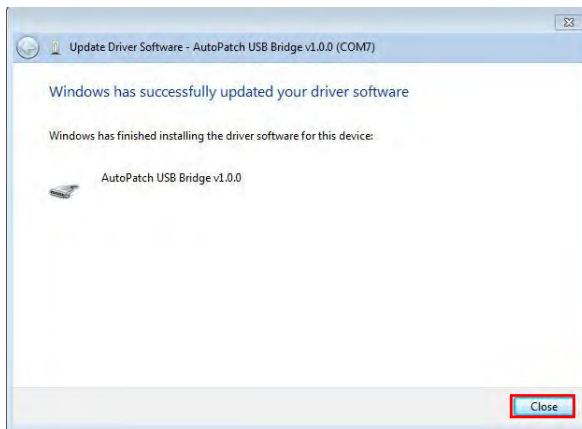 Update Driver Software - AutoPatch USB Bridge v1.0.0 (COM7)
Windows has successfully updated your driver software
Windows has finished installing the driver software for this device:
AutoPatch USB Bridge v1.0.0
Close